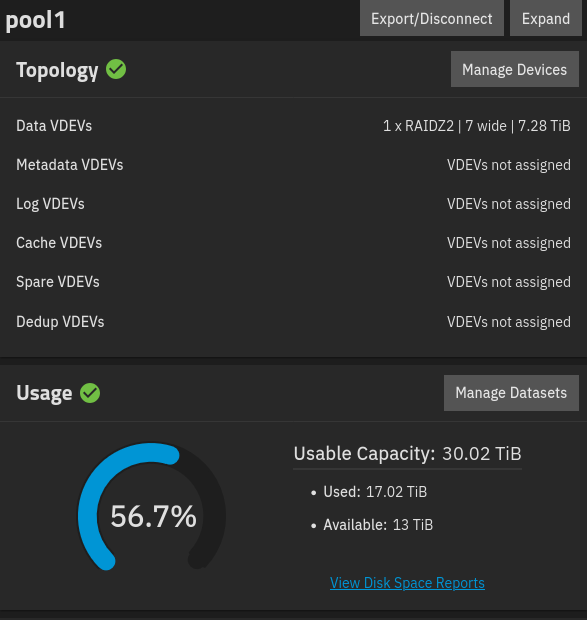 pool1 Export/Disconnect Expand
Topology Manage Devices
Data VDEVs 1 x RAIDZ2 | 7 wide | 7.28 TiB
Metadata VDEVs VDEVs not assigned
Log VDEVs VDEVs not assigned
Cache VDEVs VDEVs not assigned
Spare VDEVs VDEVs not assigned
Dedup VDEVs VDEVs not assigned
Usage Manage Datasets
56.7%
Usable Capacity: 30.02 TiB
• Used: 17.02 TiB
• Available: 13 TiB
View Disk Space Reports